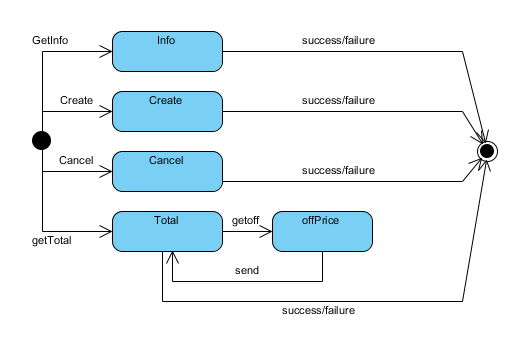 GetInfo
Info
success/failure
Create
Create
success/failure
Cancel
Cancel
success/failure
getTotal
Total
getoff
offPrice
send
success/failure